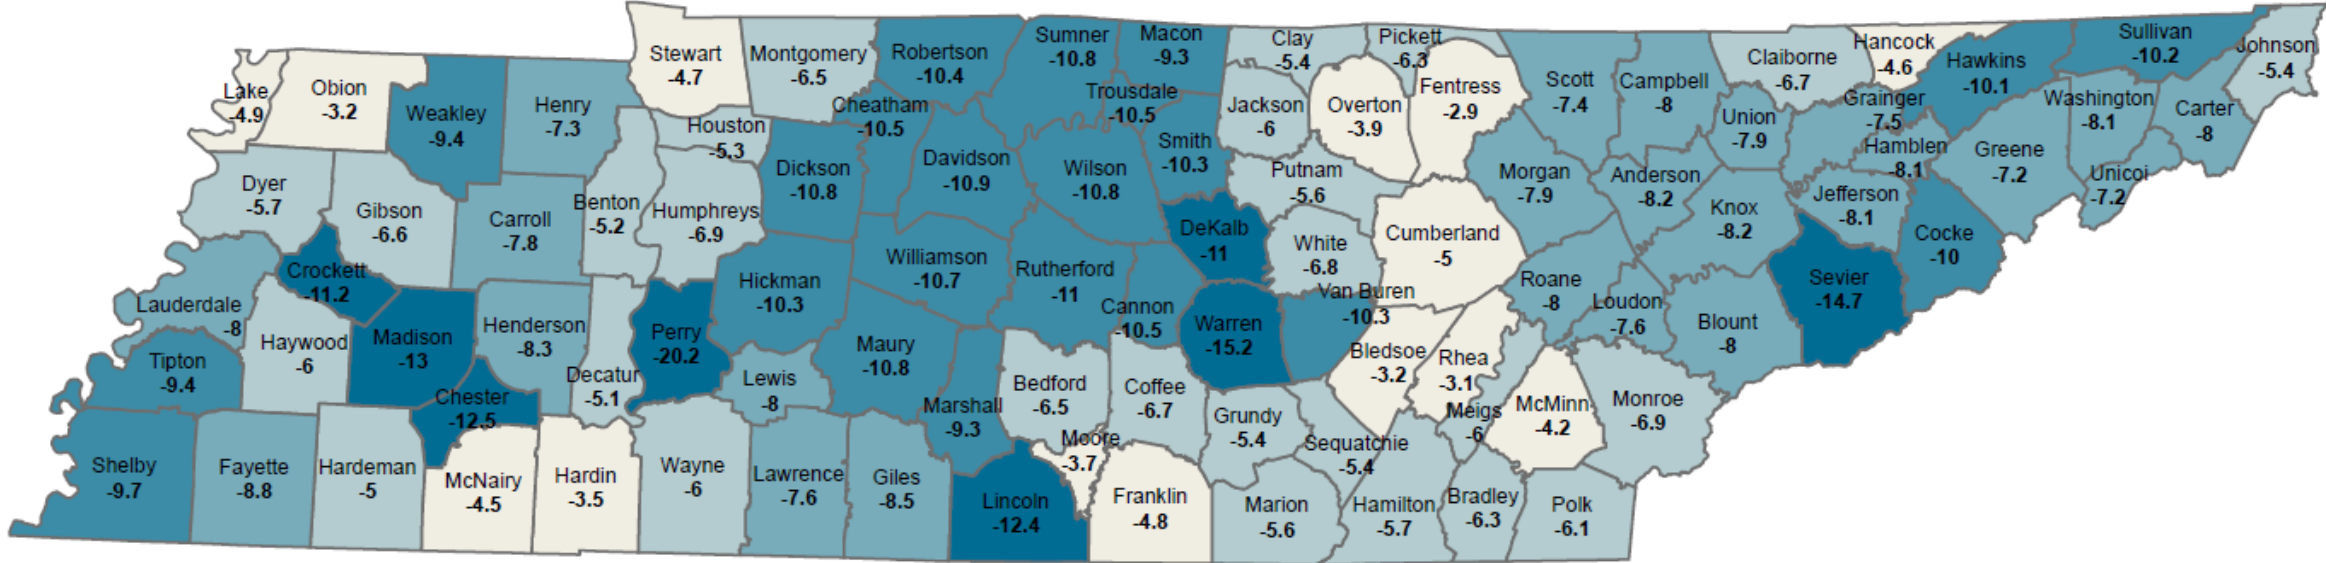 Stewart
-4.7
Montgomery
-6.5
Robertson
-10.4
Sumner
-10.8
Macon
-9.3
Clay
-5.4
Pickett
-6.3
Claiborne
-6.7
Hancock
-4.6
Hawkins
-10.1
Sullivan
-10.2
Johnson
-5.4
Lake
-4.9
Obion
-3.2
Weakley
-9.4
Henry
-7.3
Houston
-5.3
Cheatham
-10.5
Trousdale
-10.5
Jackson
-6
Overton
-3.9
Fentress
-2.9
Scott
-7.4
Campbell
-8
Union
-7.9
Grainger
-7.5
Hamblen
-8.1
Washington
-8.1
Carter
-8
Dyer
-5.7
Gibson
-6.6
Carroll
-7.8
Benton
-5.2
Humphreys
-6.9
Dickson
-10.8
Davidson
-10.9
Wilson
-10.8
Smith
-10.3
Putnam
-5.6
Morgan
-7.9
Anderson
-8.2
Knox
-8.2
Jefferson
-8.1
Greene
-7.2
Unicoi
-7.2
Crockett
-11.2
Hickman
-10.3
Williamson
-10.7
Rutherford
-11
Cannon
-10.5
DeKalb
-11
White
-6.8
Cumberland
-5
Roane
-8
Loudon
-7.6
Blount
-8
Sevier
-14.7
Cocke
-10
Lauderdale
-8
Tipton
-9.4
Haywood
-6
Madison
-13
Henderson
-8.3
Chester
-12.5
Decatur
-5.1
Perry
-20.2
Lewis
-8
Maury
-10.8
Marshall
-9.3
Bedford
-6.5
Coffee
-6.7
Warren
-15.2
Van Buren
-10.3
Bledsoe
-3.2
Rhea
-3.1
Meigs
-6
McMinn
-4.2
Monroe
-6.9
Shelby
-9.7
Fayette
-8.8
Hardeman
-5
McNairy
-4.5
Hardin
-3.5
Wayne
-6
Lawrence
-7.6
Giles
-8.5
Lincoln
-12.4
Moore
-3.7
Franklin
-4.8
Grundy
-5.4
Sequatchie
-5.4
Marion
-5.6
Hamilton
-5.7
Bradley
-6.3
Polk
-6.1